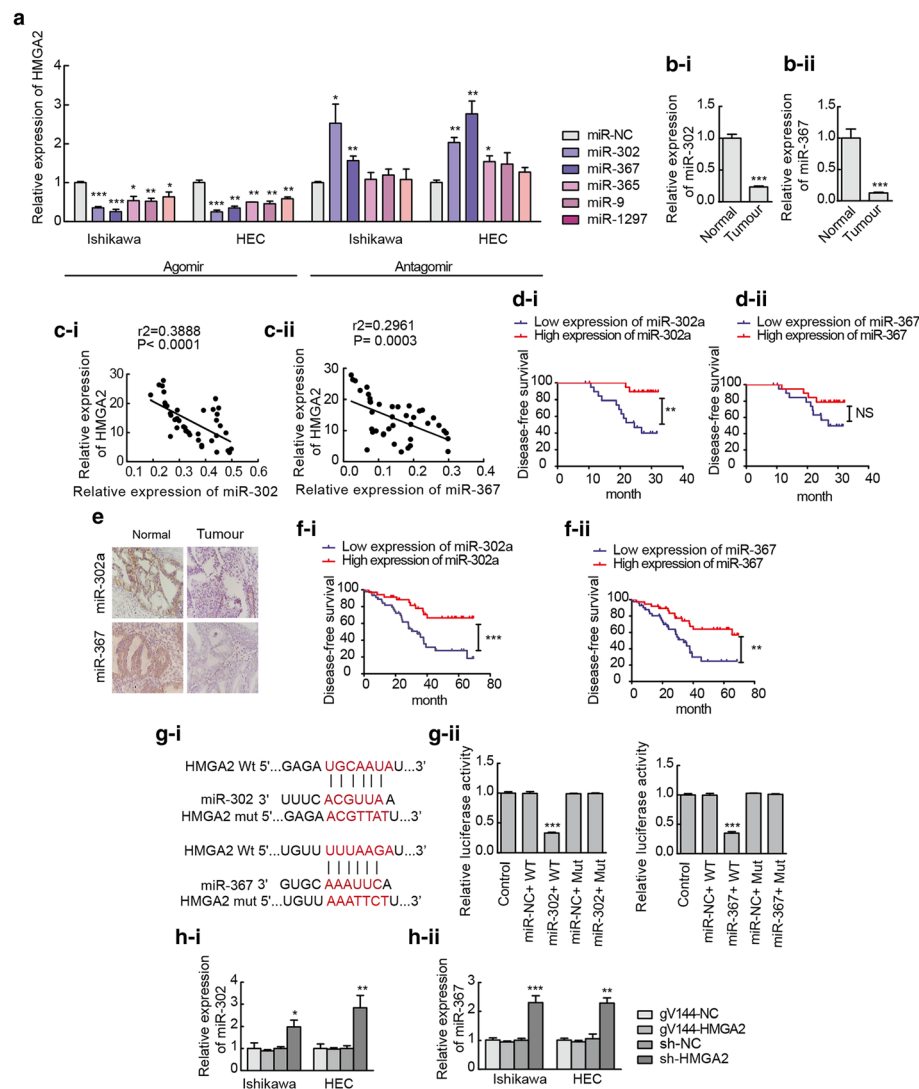 a
Relative expression of HMGA2
4
3
2
1
0
* *
*** *** * ** * *** ** ** ** ** ** ** ** *
Ishikawa HEC Ishikawa HEC
Agomir Antagomir
miR-NC
miR-302
miR-367
miR-365
miR-9
miR-1297
b-i
Relative expression
of miR-302
1.5
1.0
0.5
0.0
***
Normal
Tumour
b-ii
Relative expression
of miR-367
1.5
1.0
0.5
0.0
***
Normal
Tumour
c-i
r2=0.3888
P< 0.0001
Relative expression
of HMGA2
30
20
10
0
0.1 0.2 0.3 0.4 0.5 0.6
Relative expression of miR-302
c-ii
r2=0.2961
P= 0.0003
Relative expression
of HMGA2
30
20
10
0
0.0 0.1 0.2 0.3 0.4
Relative expression of miR-367
d-i
Low expression of miR-302a
High expression of miR-302a
Disease-free survival
100
80
60
40
20
0
**
0 10 20 30 40
month
d-ii
Low expression of miR-367
High expression of miR-367
Disease-free survival
100
80
60
40
20
0
NS
0 10 20 30 40
month
e
Normal Tumour
miR-302a
miR-367
f-i
Low expression of miR-302a
High expression of miR-302a
Disease-free survival
100
80
60
40
20
0
***
0 20 40 60 80
month
f-ii
Low expression of miR-367
High expression of miR-367
Disease-free survival
100
80
60
40
20
0
**
0 20 40 60 80
month
g-i
HMGA2 Wt 5'...GAGA UGCAAUAU...3'
miR-302 3' UUUC ACGUUA A
HMGA2 mut 5'...GAGA ACGTTATU...3'
HMGA2 Wt 5'...UGUU UUUAAGAU...3'
miR-367 3' GUGC AAAUUCA
HMGA2 mut 5'...UGUU AAATTCTU...3'
g-ii
Relative luciferase activity
1.5
1.0
0.5
0.0
***
Control
miR-NC+ WT
miR-302+ WT
miR-NC+ Mut
miR-302+ Mut
Relative luciferase activity
1.5
1.0
0.5
0.0
***
Control
miR-NC+ WT
miR-367+ WT
miR-NC+ Mut
miR-367+ Mut
h-i
Relative expression
of miR-302
4
3
2
1
0
* **
Ishikawa HEC
h-ii
Relative expression
of miR-367
3
2
1
0
*** **
Ishikawa HEC
gV144-NC
gV144-HMGA2
sh-NC
sh-HMGA2